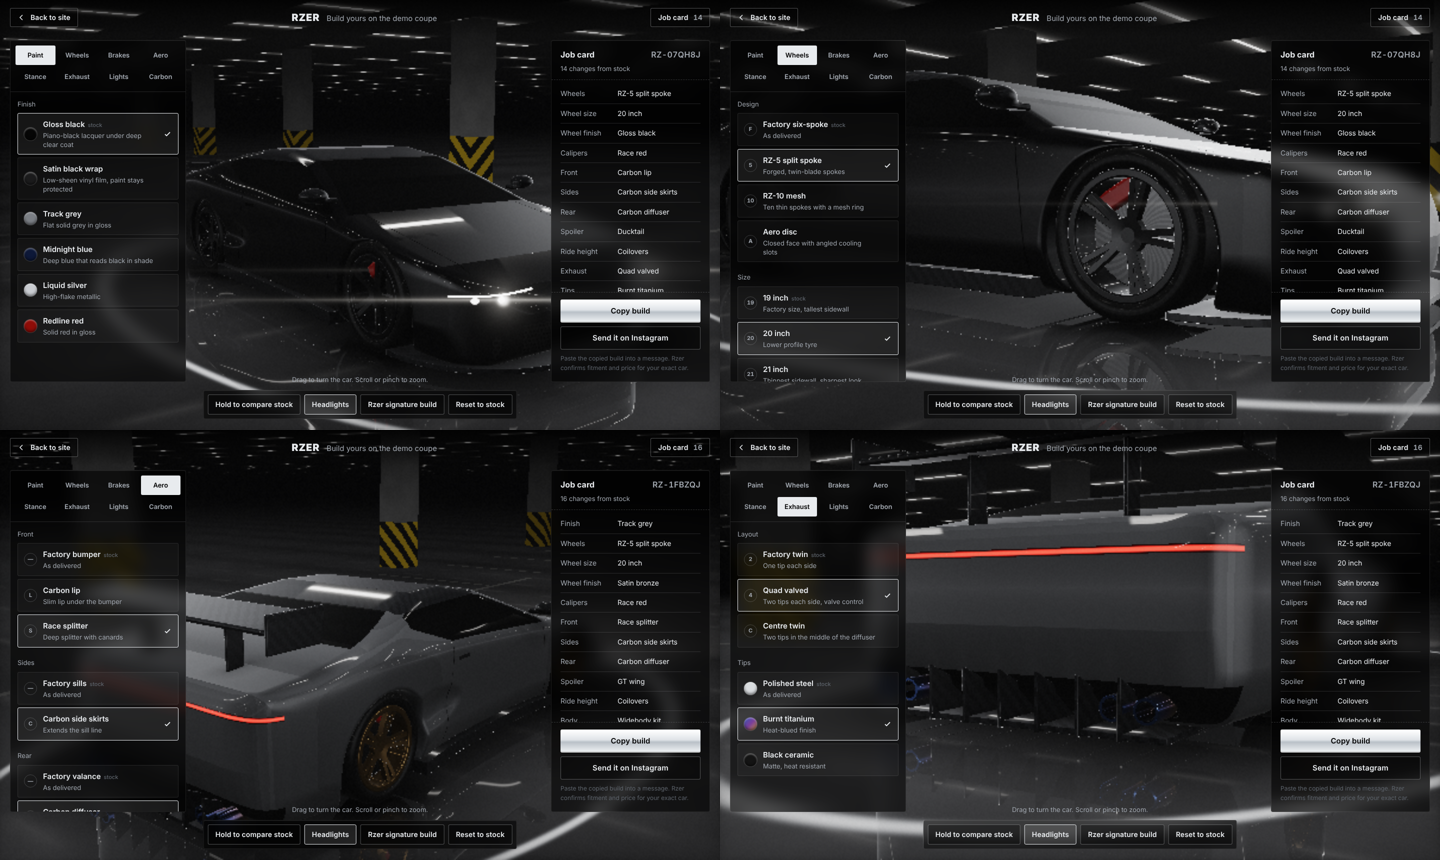 Back to site
RZER Build yours on the demo coupe
Job card 14
Paint Wheels Brakes Aero
Stance Exhaust Lights Carbon
Finish
Gloss black stock
Piano-black lacquer under deep
clear coat
Satin black wrap
Low-sheen vinyl film, paint stays
protected
Track grey
Flat solid grey in gloss
Midnight blue
Deep blue that reads black in shade
Liquid silver
High-flake metallic
Redline red
Solid red in gloss
Job card RZ-07QH8J
14 changes from stock
Wheels RZ-5 split spoke
Wheel size 20 inch
Wheel finish Gloss black
Calipers Race red
Front Carbon lip
Sides Carbon side skirts
Rear Carbon diffuser
Spoiler Ducktail
Ride height Coilovers
Exhaust Quad valved
Tips Burnt titanium
Copy build
Send it on Instagram
Paste the copied build into a message. Rzer
confirms fitment and price for your exact car.
Drag to turn the car. Scroll or pinch to zoom.
Hold to compare stock Headlights Rzer signature build Reset to stock
Back to site
RZER Build yours on the demo coupe
Job card 14
Paint Wheels Brakes Aero
Stance Exhaust Lights Carbon
Design
F Factory six-spoke stock
As delivered
5 RZ-5 split spoke
Forged, twin-blade spokes
10 RZ-10 mesh
Ten thin spokes with a mesh ring
A Aero disc
Closed face with angled cooling
slots
Size
19 19 inch stock
Factory size, tallest sidewall
20 20 inch
Lower profile tyre
21 21 inch
Thinnest sidewall, sharpest look
Job card RZ-07QH8J
14 changes from stock
Wheels RZ-5 split spoke
Wheel size 20 inch
Wheel finish Gloss black
Calipers Race red
Front Carbon lip
Sides Carbon side skirts
Rear Carbon diffuser
Spoiler Ducktail
Ride height Coilovers
Exhaust Quad valved
Tips Burnt titanium
Copy build
Send it on Instagram
Paste the copied build into a message. Rzer
confirms fitment and price for your exact car.
Drag to turn the car. Scroll or pinch to zoom.
Hold to compare stock Headlights Rzer signature build Reset to stock
Back to site
RZER Build yours on the demo coupe
Job card 16
Paint Wheels Brakes Aero
Stance Exhaust Lights Carbon
Front
Factory bumper stock
As delivered
L Carbon lip
Slim lip under the bumper
S Race splitter
Deep splitter with canards
Sides
Factory sills stock
As delivered
C Carbon side skirts
Extends the sill line
Rear
Factory valance stock
As delivered
Carbon diffuser
Job card RZ-1FBZQJ
16 changes from stock
Finish Track grey
Wheels RZ-5 split spoke
Wheel size 20 inch
Wheel finish Satin bronze
Calipers Race red
Front Race splitter
Sides Carbon side skirts
Rear Carbon diffuser
Spoiler GT wing
Ride height Coilovers
Body Widebody kit
Copy build
Send it on Instagram
Paste the copied build into a message. Rzer
confirms fitment and price for your exact car.
Drag to turn the car. Scroll or pinch to zoom.
Hold to compare stock Headlights Rzer signature build Reset to stock
Back to site
RZER Build yours on the demo coupe
Job card 16
Paint Wheels Brakes Aero
Stance Exhaust Lights Carbon
Layout
2 Factory twin stock
One tip each side
4 Quad valved
Two tips each side, valve control
C Centre twin
Two tips in the middle of the diffuser
Tips
Polished steel stock
As delivered
Burnt titanium
Heat-blued finish
Black ceramic
Matte, heat resistant
Job card RZ-1FBZQJ
16 changes from stock
Finish Track grey
Wheels RZ-5 split spoke
Wheel size 20 inch
Wheel finish Satin bronze
Calipers Race red
Front Race splitter
Sides Carbon side skirts
Rear Carbon diffuser
Spoiler GT wing
Ride height Coilovers
Body Widebody kit
Copy build
Send it on Instagram
Paste the copied build into a message. Rzer
confirms fitment and price for your exact car.
Drag to turn the car. Scroll or pinch to zoom.
Hold to compare stock Headlights Rzer signature build Reset to stock